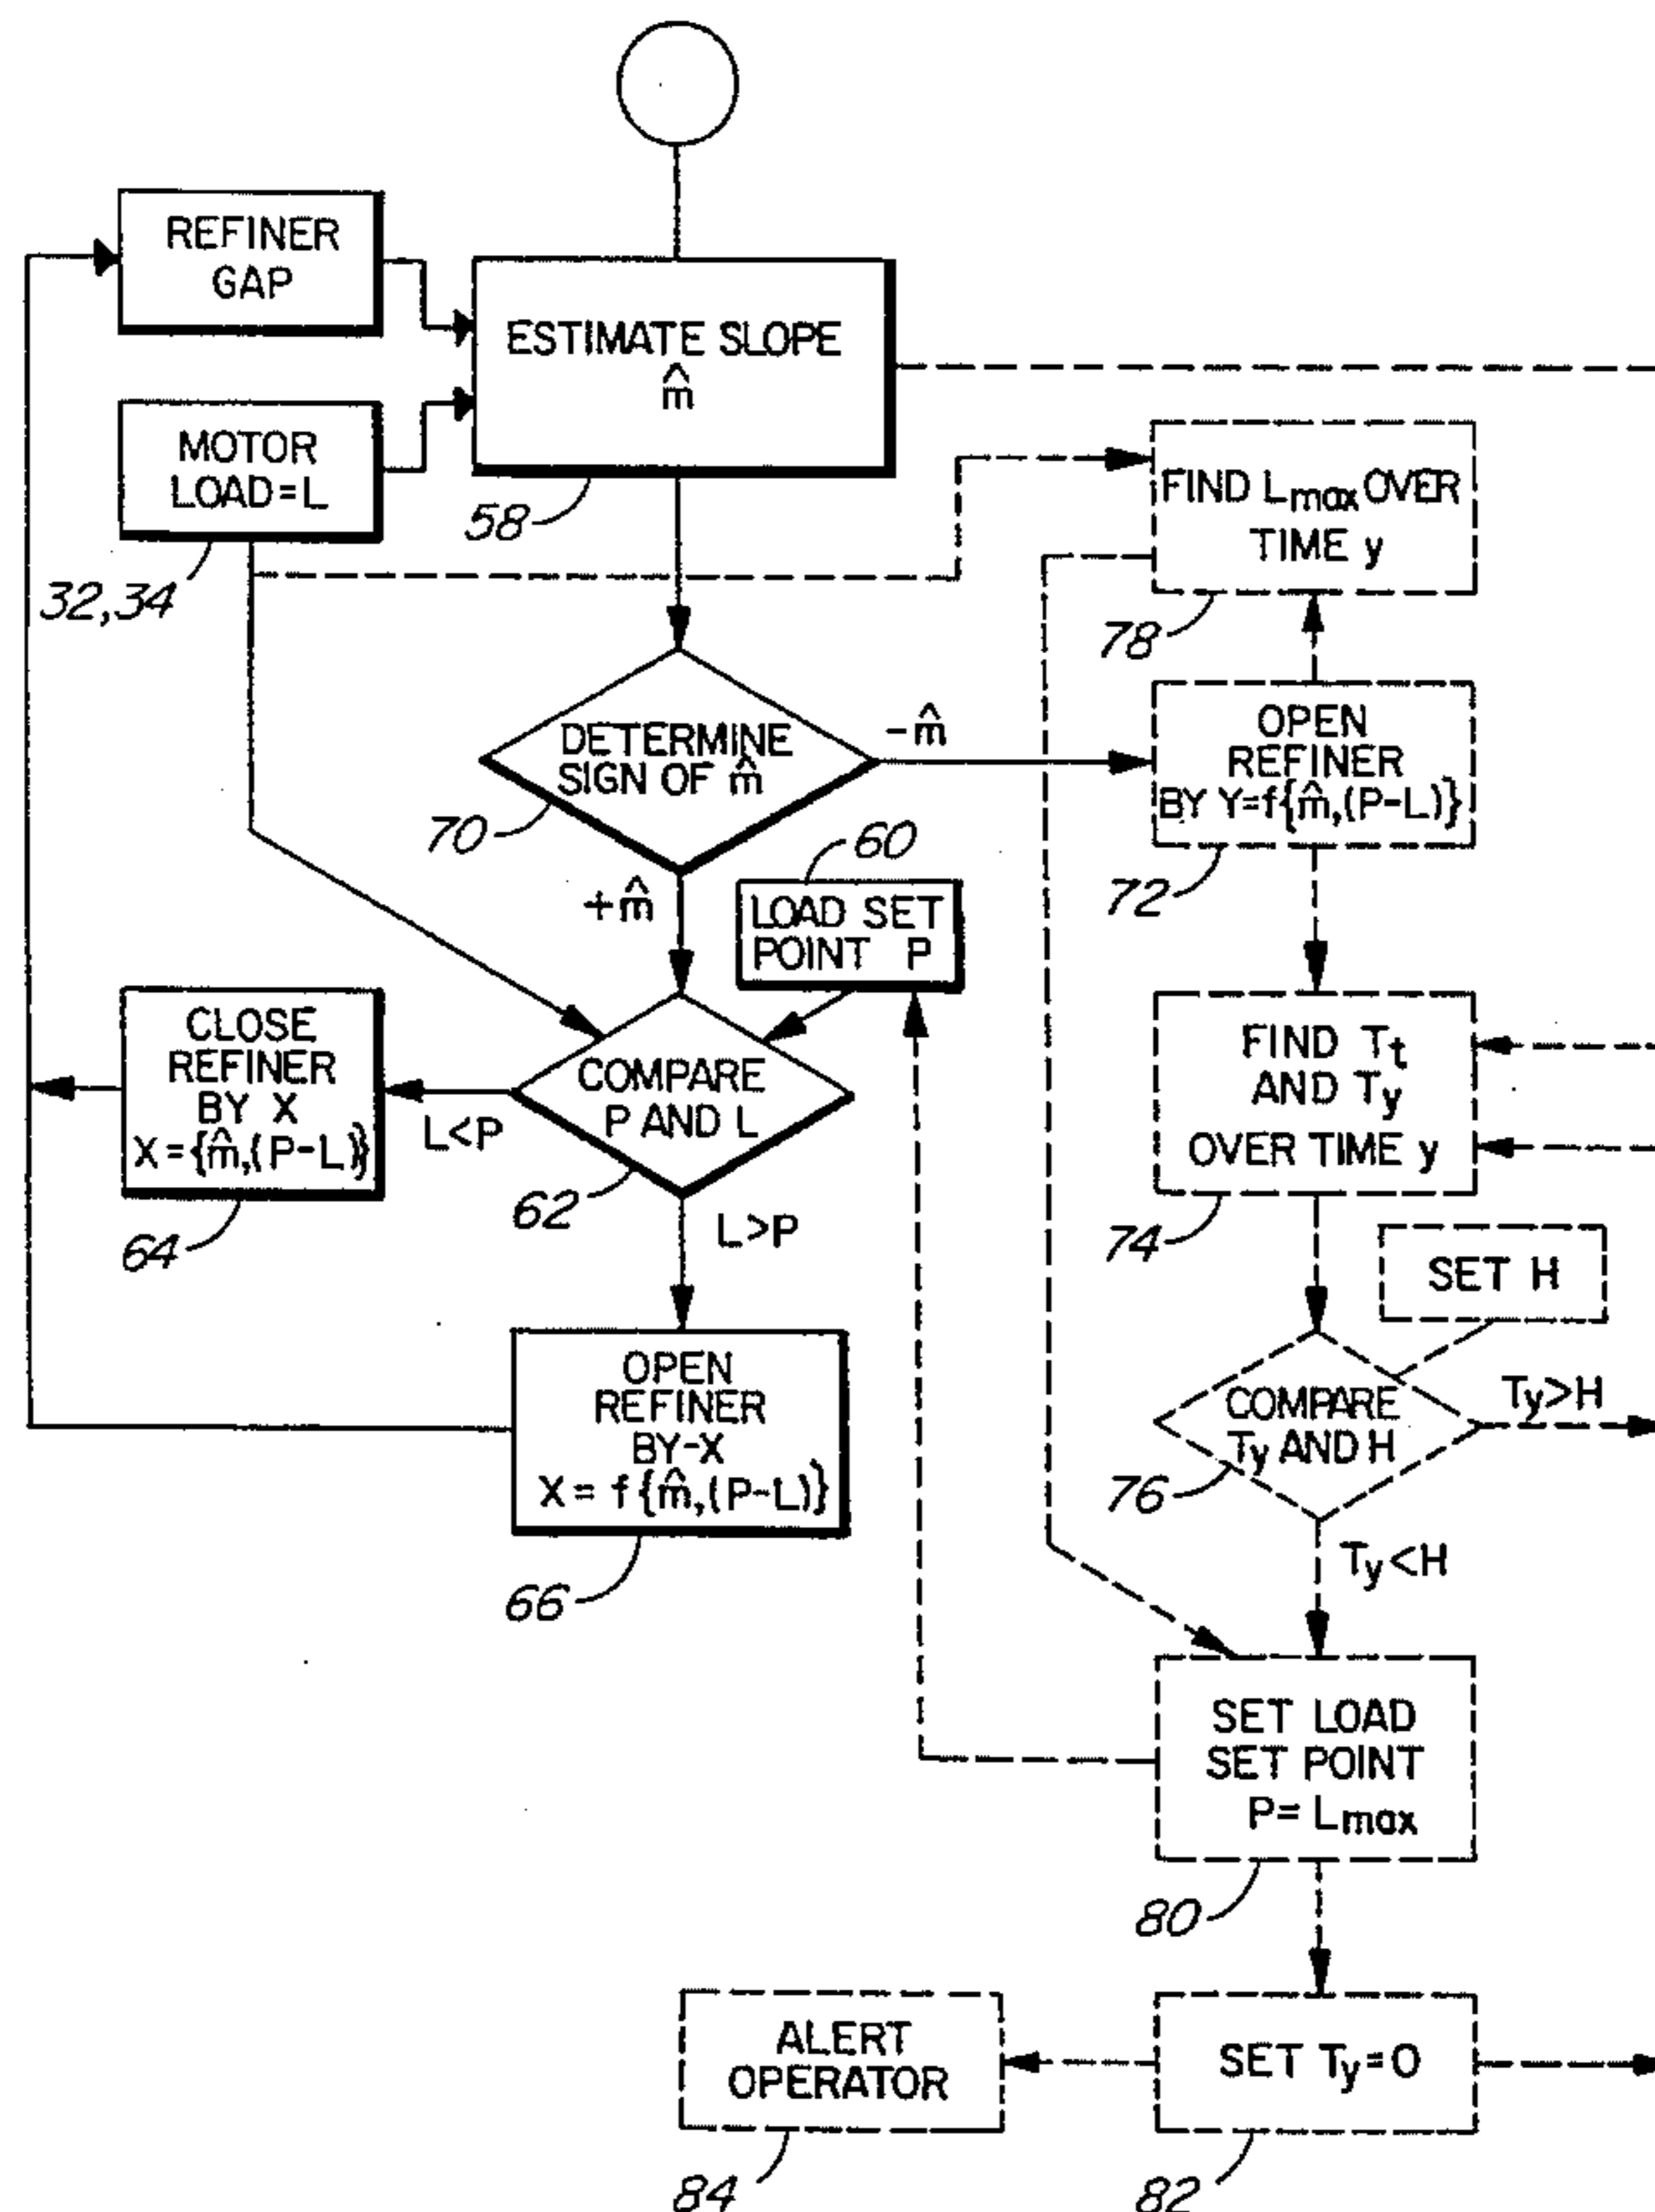 REFINER
GAP
ESTIMATE SLOPE
m̂
MOTOR
LOAD=L
32,34
58
FIND Lmax OVER
TIME y
78
DETERMINE
SIGN OF m̂
70
-m̂
+m̂
OPEN
REFINER
BY Y=f{m̂,(P-L)}
72
60
LOAD SET
POINT P
CLOSE
REFINER
BY X
X={m̂,(P-L)}
64
L<P
COMPARE
P AND L
62
L>P
FIND Tt
AND Ty
OVER TIME y
74
SET H
OPEN
REFINER
BY-X
X=f{m̂,(P-L)}
66
COMPARE
Ty AND H
76
Ty>H
Ty<H
SET LOAD
SET POINT
P=Lmax
80
ALERT
OPERATOR
84
SET Ty=0
82